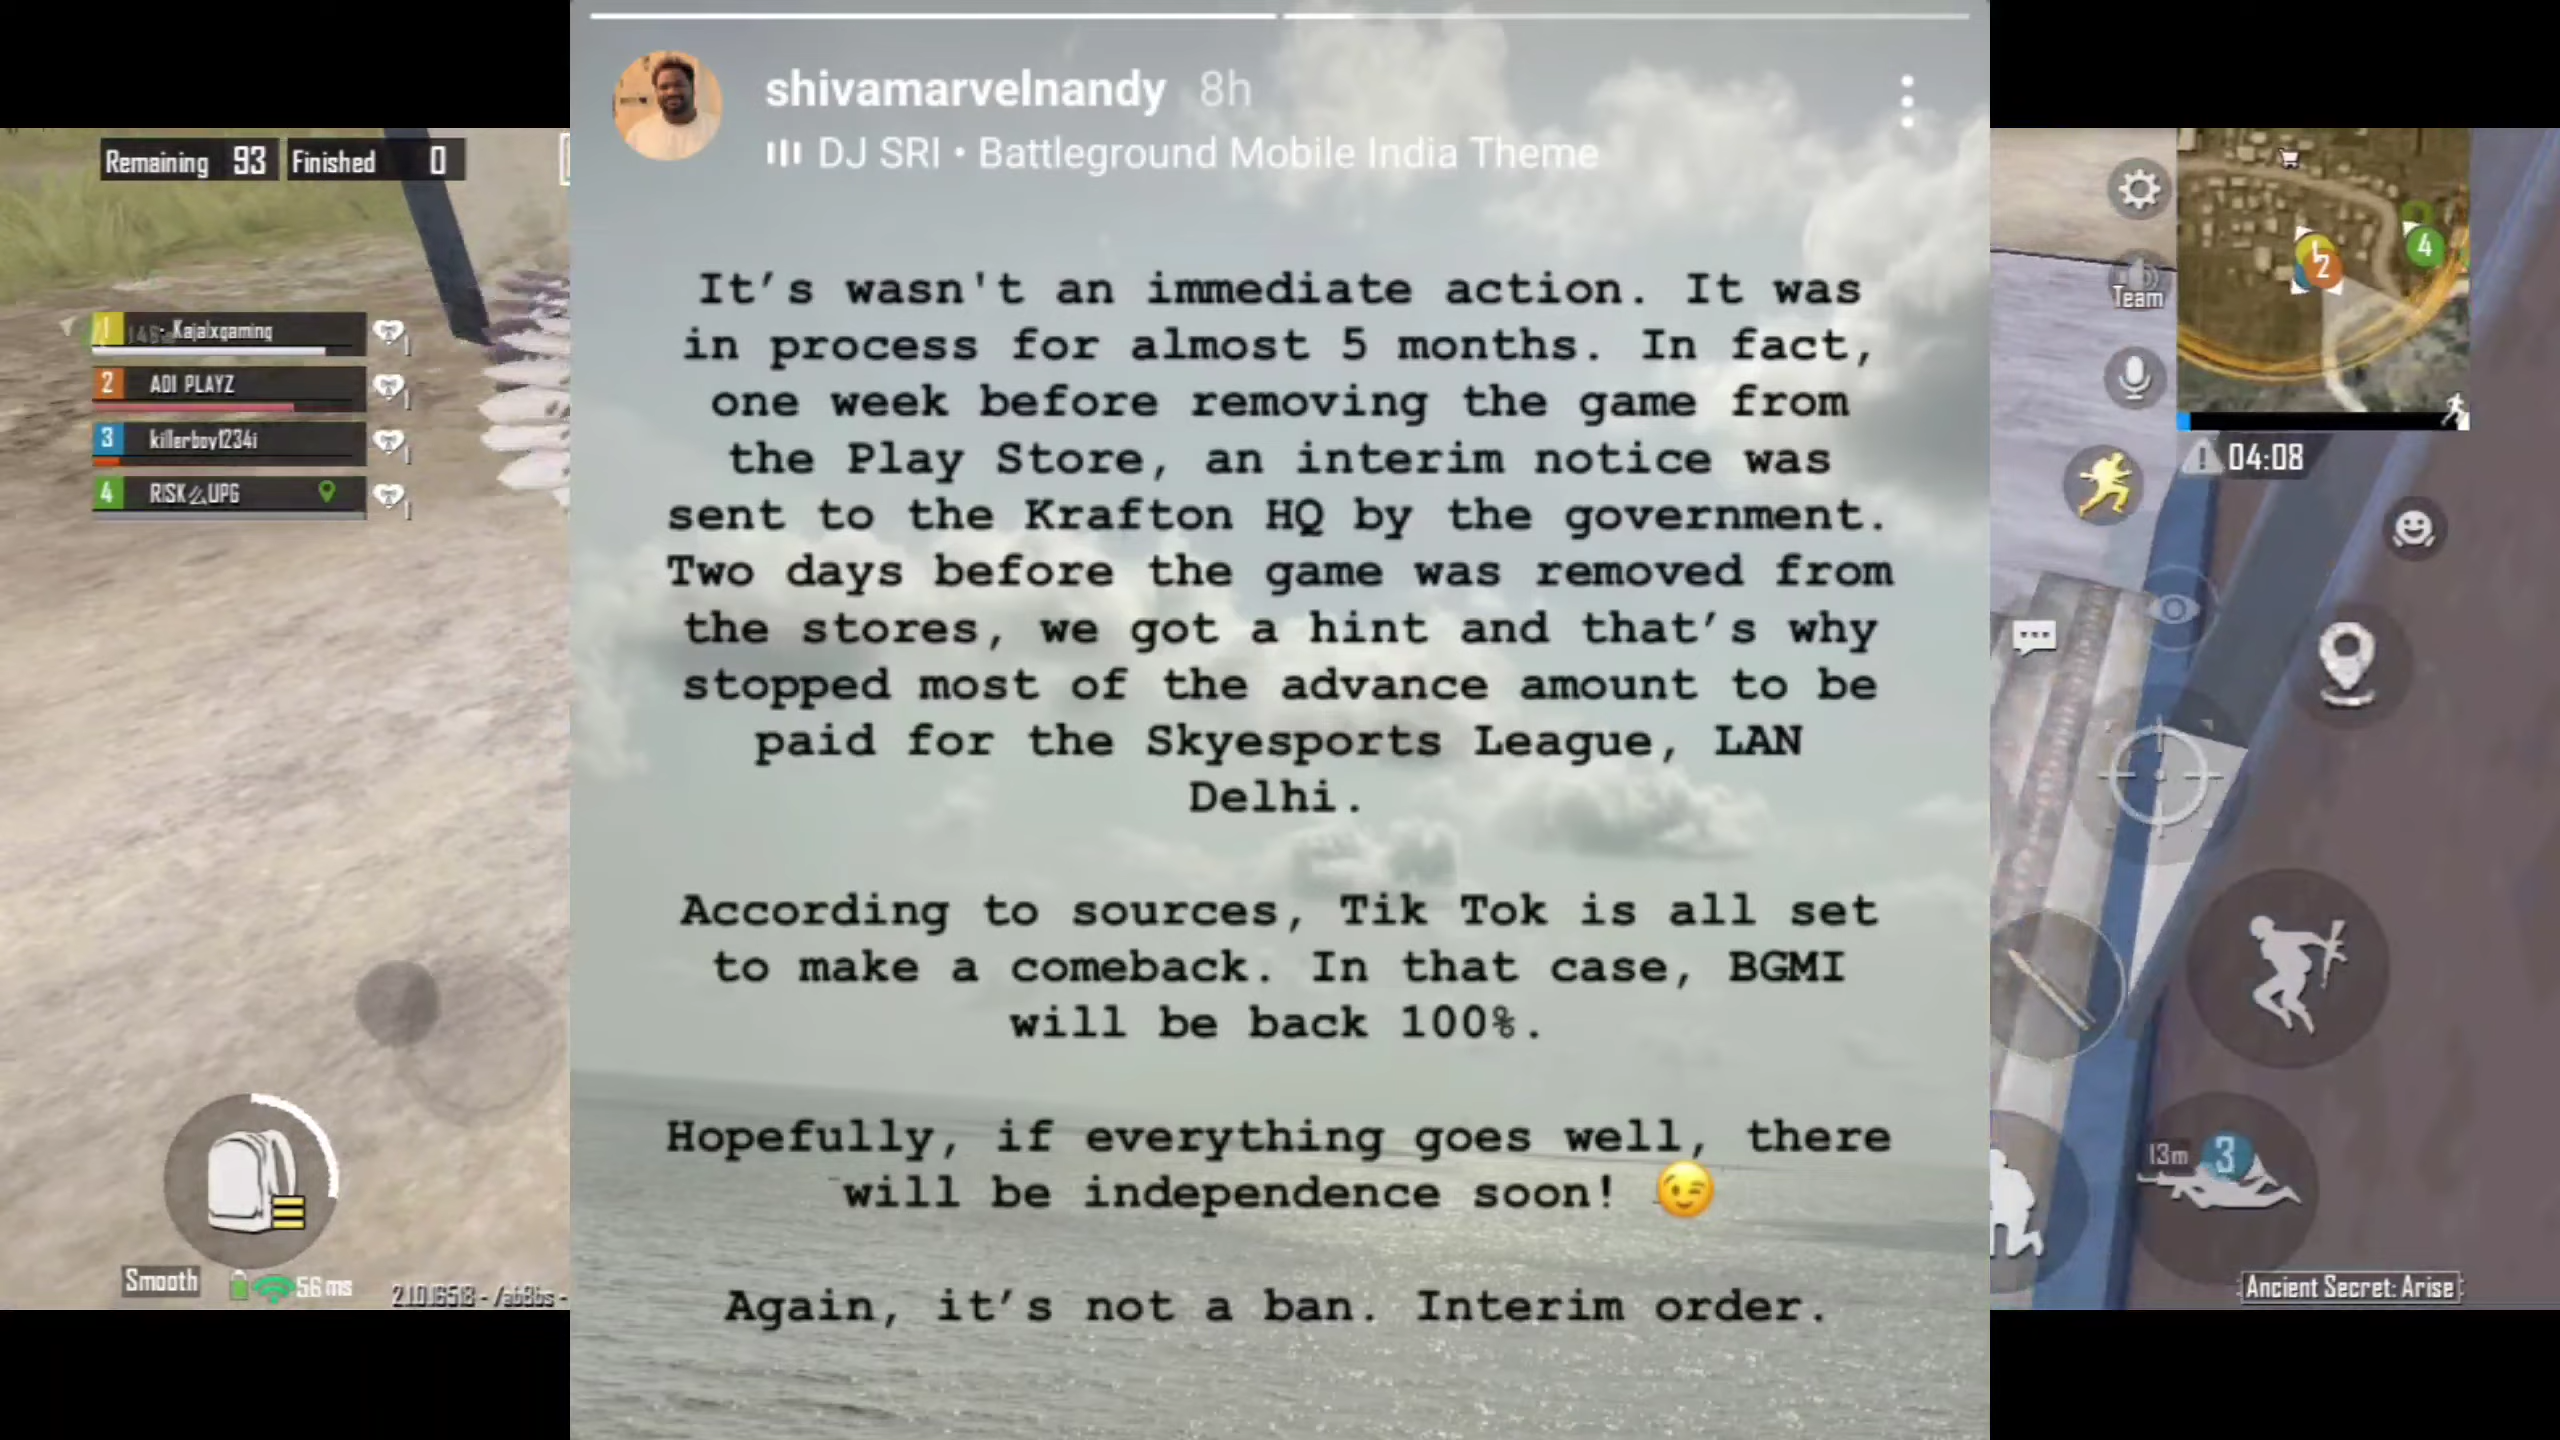 shivamarvelnandy 8h
DJ SRI • Battleground Mobile India Theme
It's wasn't an immediate action. It was
in process for almost 5 months. In fact,
one week before removing the game from
the Play Store, an interim notice was
sent to the Krafton HQ by the government.
Two days before the game was removed from
the stores, we got a hint and that's why
stopped most of the advance amount to be
paid for the Skyesports League, LAN
Delhi.
According to sources, Tik Tok is all set
to make a comeback. In that case, BGMI
will be back 100%.
Hopefully, if everything goes well, there
will be independence soon! 😉
Again, it's not a ban. Interim order.
Remaining 93 Finished 0
1 Kajalxgaming
2 ADI PLAYZ
3 killerboy1234i
4 RISK么UPG
Smooth 56 ms
4
2
Team
04:08
13m 3
Ancient Secret: Arise